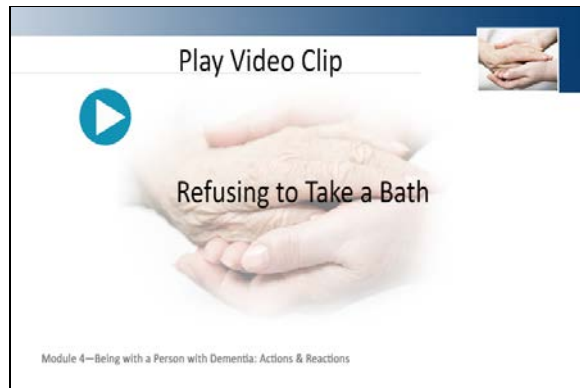 Play Video Clip
Refusing to Take a Bath
Module 4—Being with a Person with Dementia: Actions & Reactions